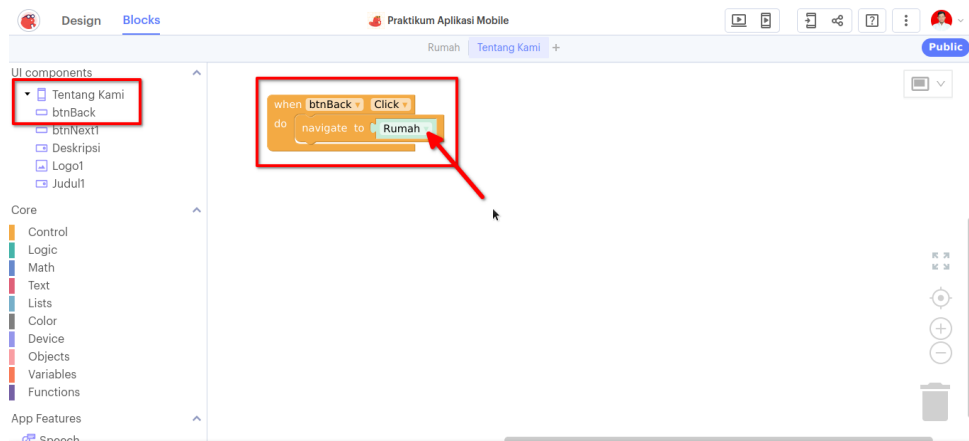 Design Blocks Praktikum Aplikasi Mobile
Rumah Tentang Kami +
Public
UI components
Tentang Kami
btnBack
btnNext1
Deskripsi
Logo1
Judul1
when btnBack Click
do navigate to Rumah
Core
Control
Logic
Math
Text
Lists
Color
Device
Objects
Variables
Functions
App Features
Speech